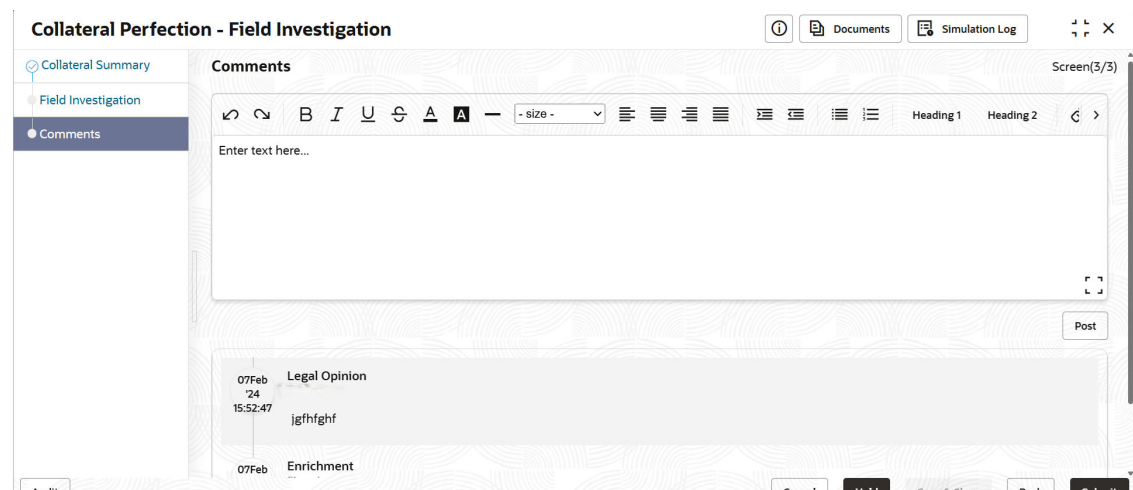 Collateral Perfection - Field Investigation
Documents
Simulation Log
Collateral Summary
Field Investigation
Comments
Comments
Screen(3/3)
B I U S A A - size - Heading 1 Heading 2
Enter text here...
Post
07Feb
'24
15:52:47
Legal Opinion
jgfhfghf
07Feb
Enrichment